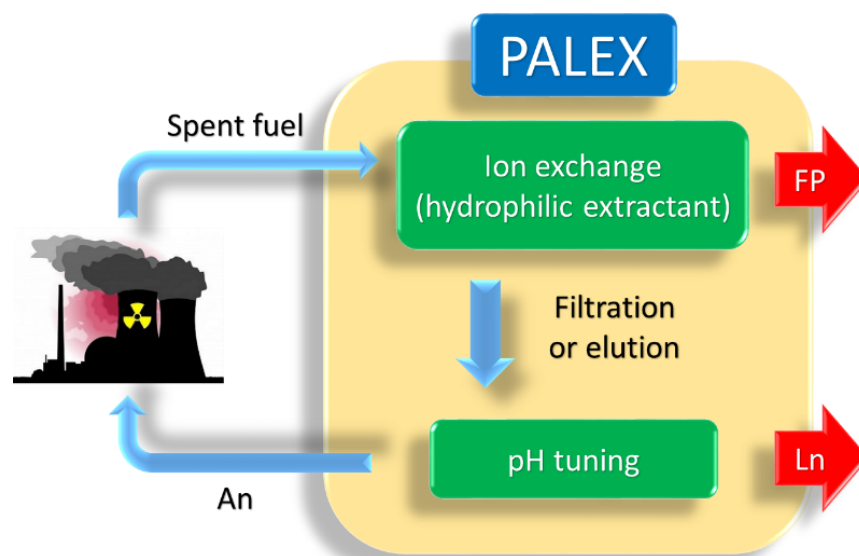 PALEX
Spent fuel
Ion exchange
(hydrophilic extractant)
FP
Filtration
or elution
pH tuning
Ln
An